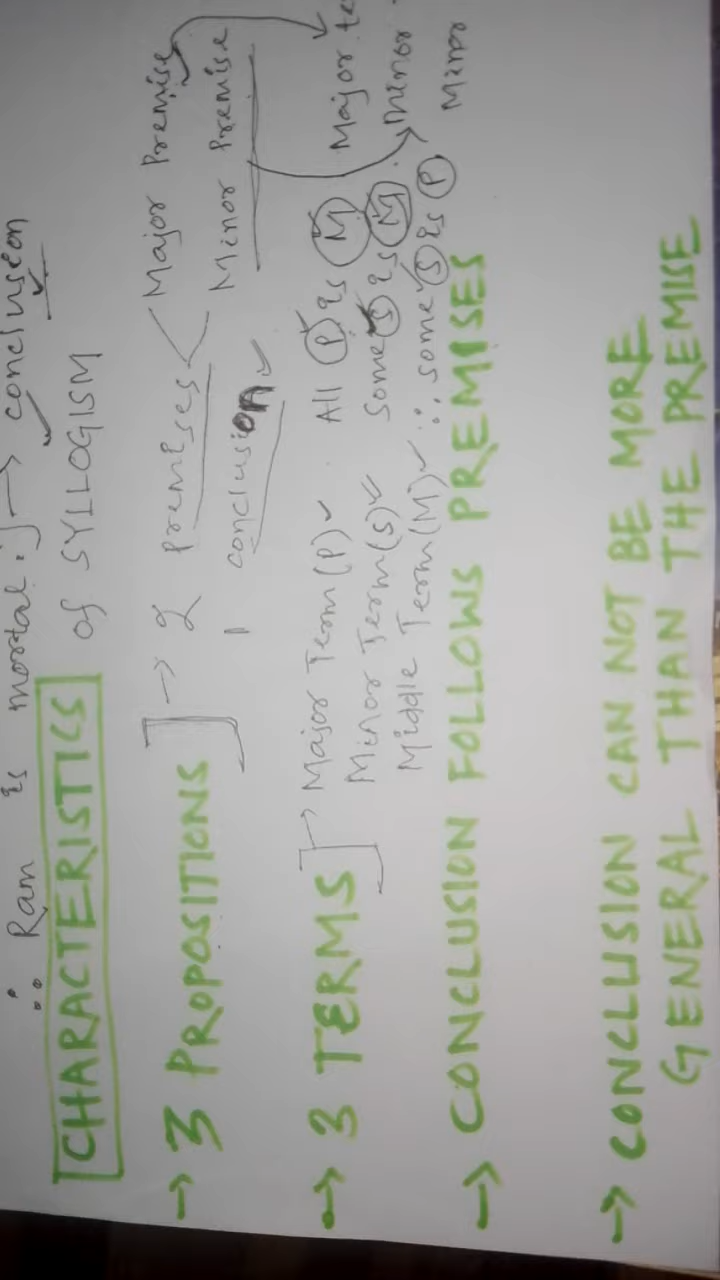 ∴ Ram is mortal.] → conclusion
CHARACTERISTICS of SYLLOGISM
→ 3 PROPOSITIONS] → 2 Premises < Major Premise
Minor Premise
1 conclusion
→ 3 TERMS] → Major Term(P) All P is M Major
Minor Term(S) Some S is M. Minor
Middle Term(M) ∴ some S is P Minor
→ CONCLUSION FOLLOWS PREMISES
→ CONCLUSION CAN NOT BE MORE
GENERAL THAN THE PREMISE